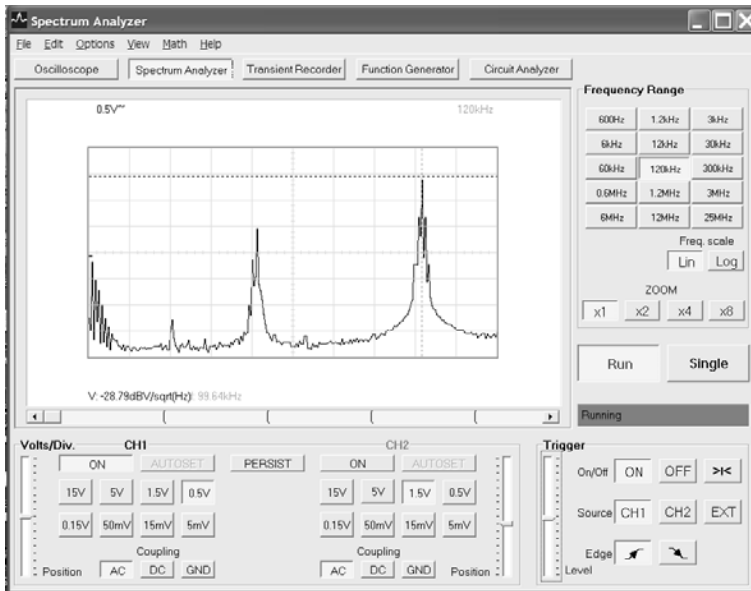 Spectrum Analyzer
File Edit Options View Math Help
Oscilloscope Spectrum Analyzer Transient Recorder Function Generator Circuit Analyzer
0.5V~ 120kHz
V: -28.79dBV/sqrt(Hz) f: 99.64kHz
Frequency Range
600Hz 1.2kHz 3kHz
6kHz 12kHz 30kHz
60kHz 120kHz 300kHz
0.6MHz 1.2MHz 3MHz
6MHz 12MHz 25MHz
Freq. scale
Lin Log
ZOOM
x1 x2 x4 x8
Run Single
Running
Volts/Div. CH1 CH2
ON AUTOSET PERSIST ON AUTOSET
15V 5V 1.5V 0.5V 15V 5V 1.5V 0.5V
0.15V 50mV 15mV 5mV 0.15V 50mV 15mV 5mV
Coupling Coupling
Position AC DC GND AC DC GND Position
Trigger
On/Off ON OFF >I<
Source CH1 CH2 EXT
Edge
Level